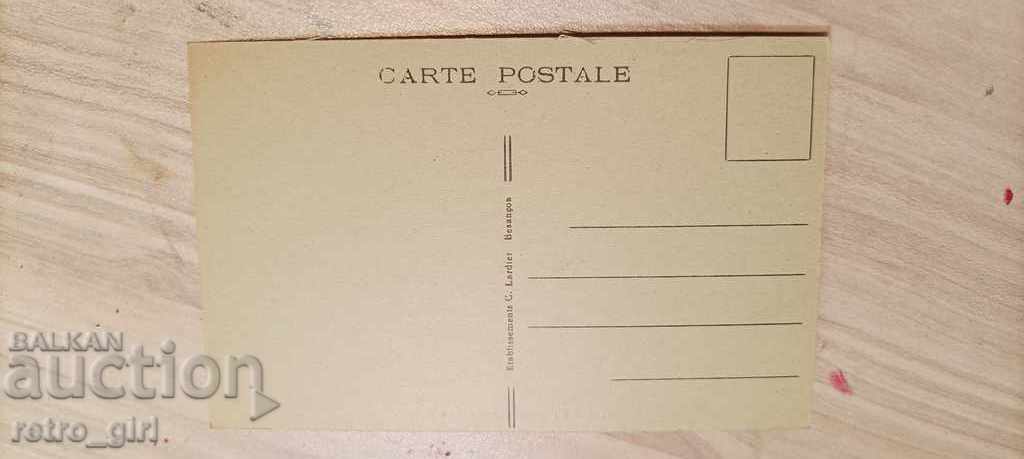 CARTE POSTALE
Etablissements C. Lardier Besançon
BALKAN
auction
retro_girl